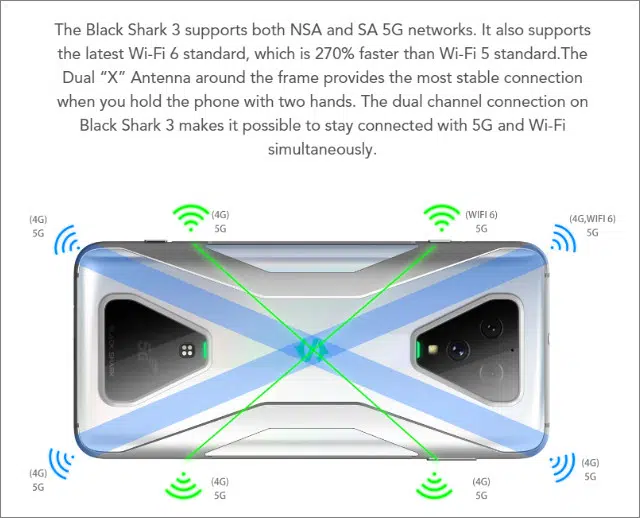 The Black Shark 3 supports both NSA and SA 5G networks. It also supports
the latest Wi-Fi 6 standard, which is 270% faster than Wi-Fi 5 standard.The
Dual “X” Antenna around the frame provides the most stable connection
when you hold the phone with two hands. The dual channel connection on
Black Shark 3 makes it possible to stay connected with 5G and Wi-Fi
simultaneously.
(4G)
5G
(4G)
5G
(WIFI 6)
5G
(4G,WIFI 6)
5G
(4G)
5G
(4G)
5G
(4G)
5G
(4G)
5G